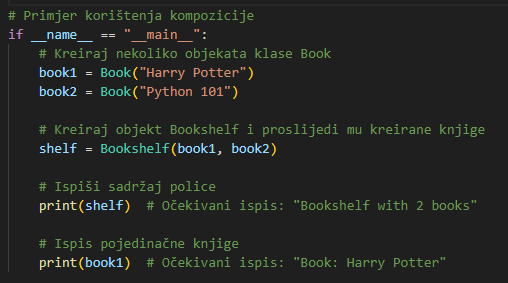 # Primjer korištenja kompozicije
if __name__ == "__main__":
    # Kreiraj nekoliko objekata klase Book
    book1 = Book("Harry Potter")
    book2 = Book("Python 101")
    # Kreiraj objekt Bookshelf i proslijedi mu kreirane knjige
    shelf = Bookshelf(book1, book2)
    # Ispiši sadržaj police
    print(shelf)  # Očekivani ispis: "Bookshelf with 2 books"
    # Ispis pojedinačne knjige
    print(book1)  # Očekivani ispis: "Book: Harry Potter"